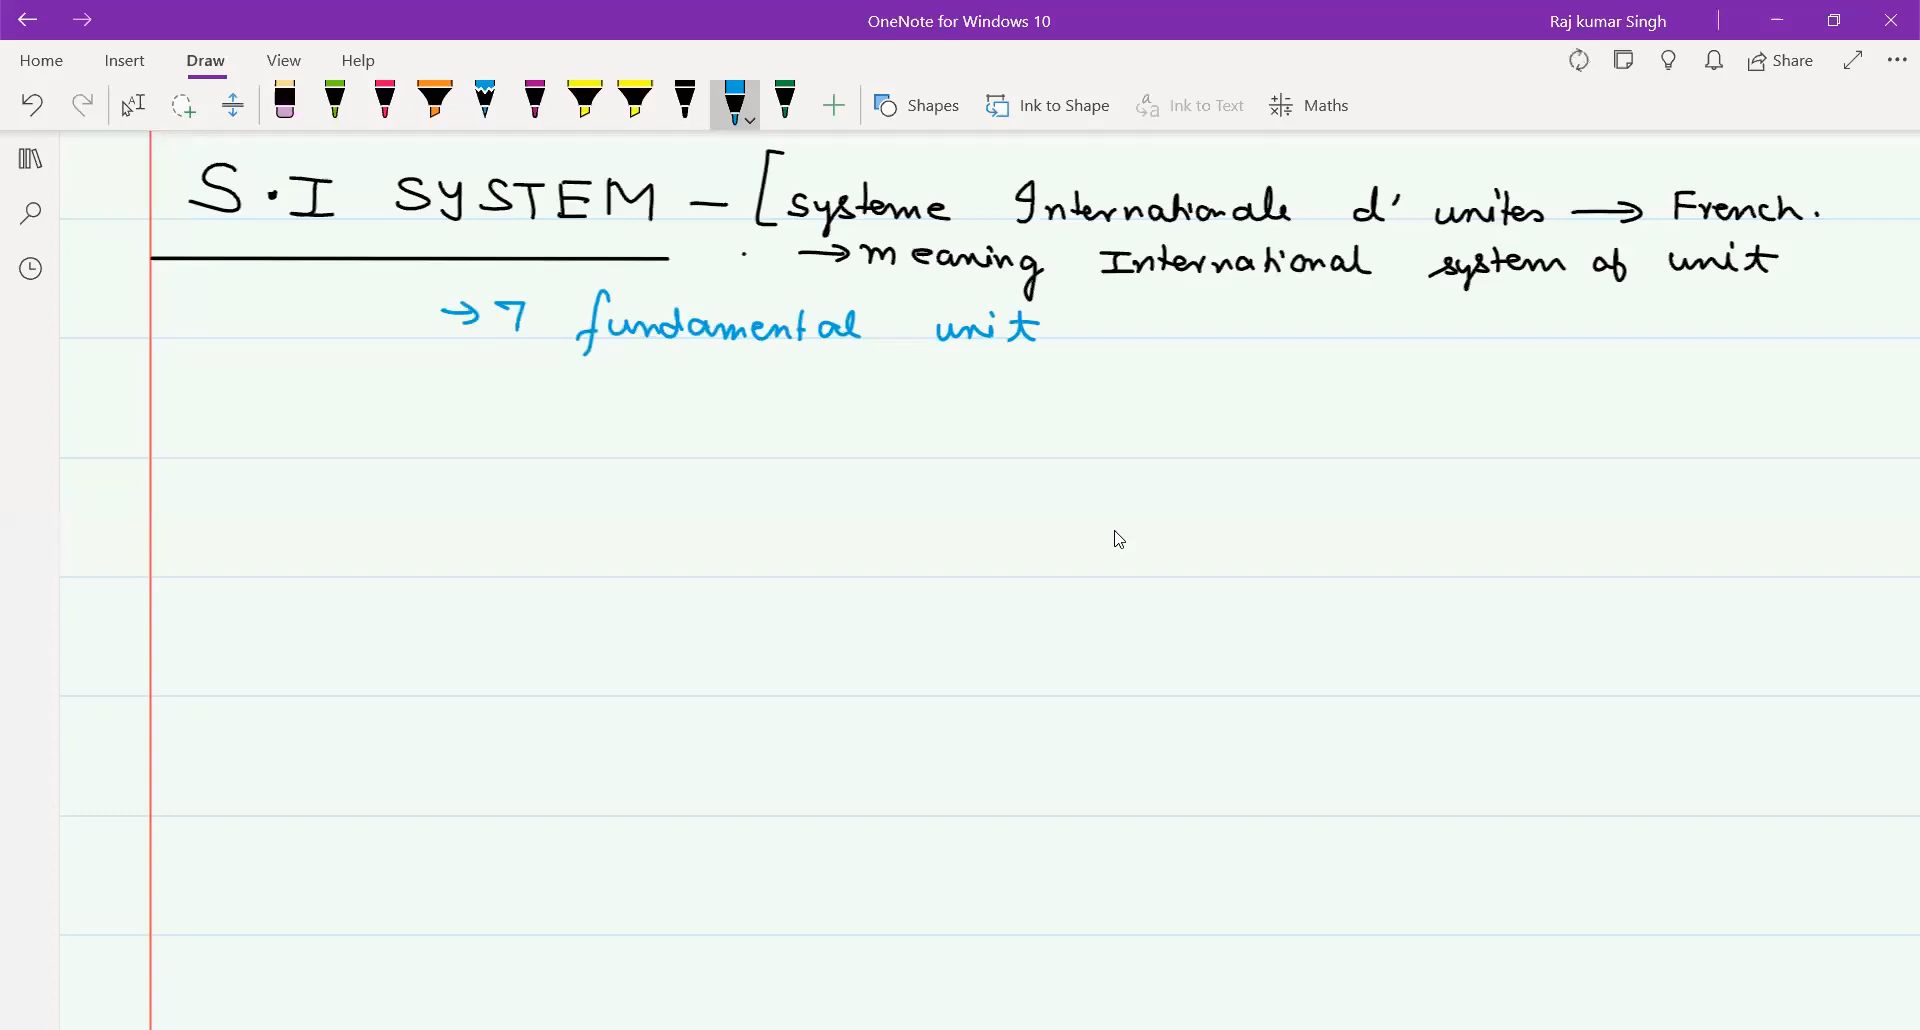 OneNote for Windows 10
Raj kumar Singh
Home Insert Draw View Help
Share
Shapes Ink to Shape Ink to Text Maths
S.I SYSTEM - [systeme Internationale d' unites → French.
→ meaning International system of unit
→ 7 fundamental unit